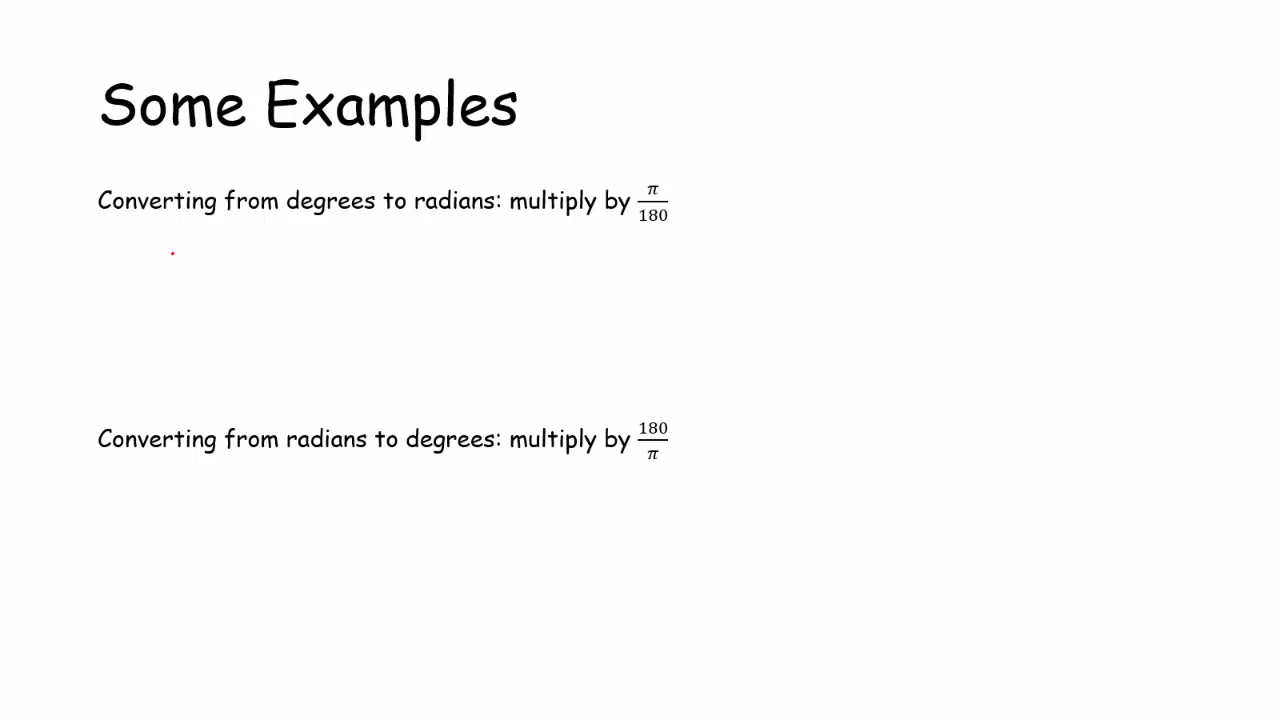 Some Examples
Converting from degrees to radians: multiply by π/180
Converting from radians to degrees: multiply by 180/π